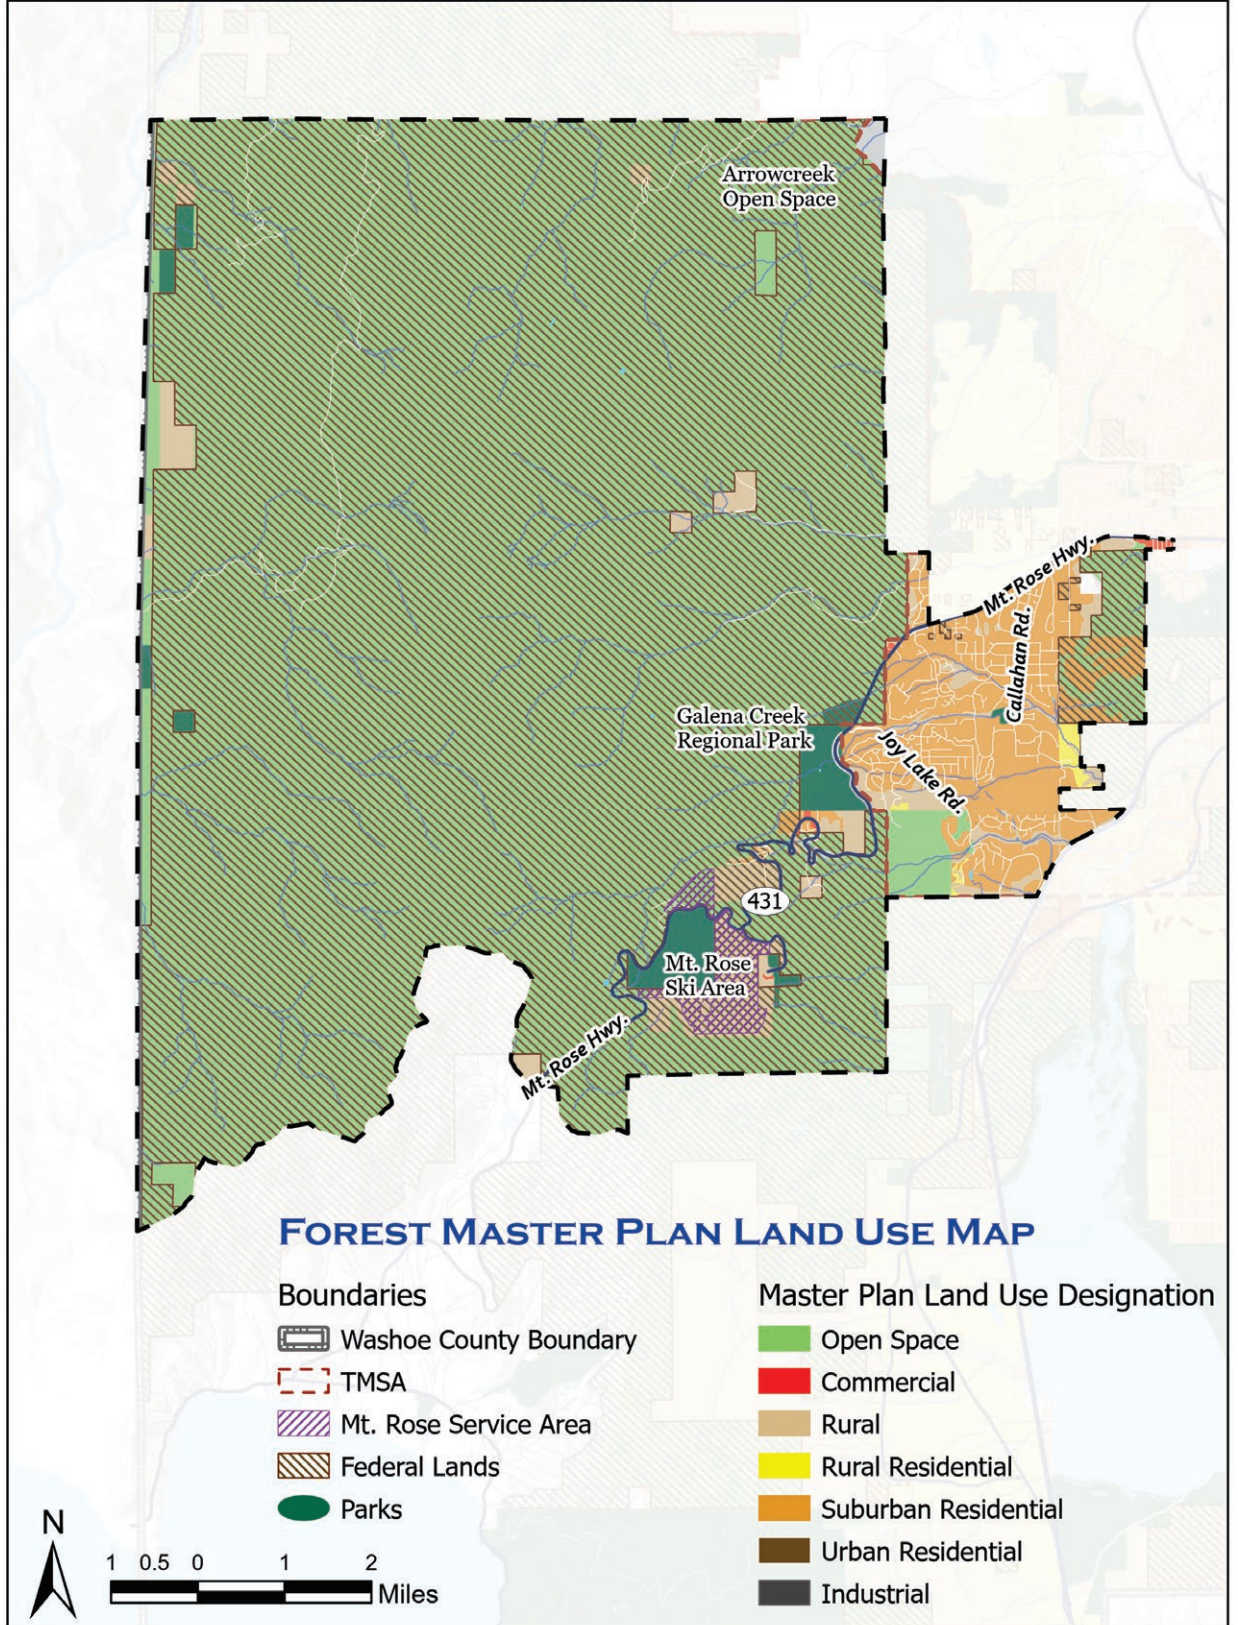 Arrowcreek
Open Space
Mt. Rose Hwy.
Callahan Rd.
Galena Creek
Regional Park
Joy Lake Rd.
431
Mt. Rose
Ski Area
Mt. Rose Hwy.
FOREST MASTER PLAN LAND USE MAP
Boundaries
Washoe County Boundary
TMSA
Mt. Rose Service Area
Federal Lands
Parks
Master Plan Land Use Designation
Open Space
Commercial
Rural
Rural Residential
Suburban Residential
Urban Residential
Industrial
N
1 0.5 0 1 2
Miles